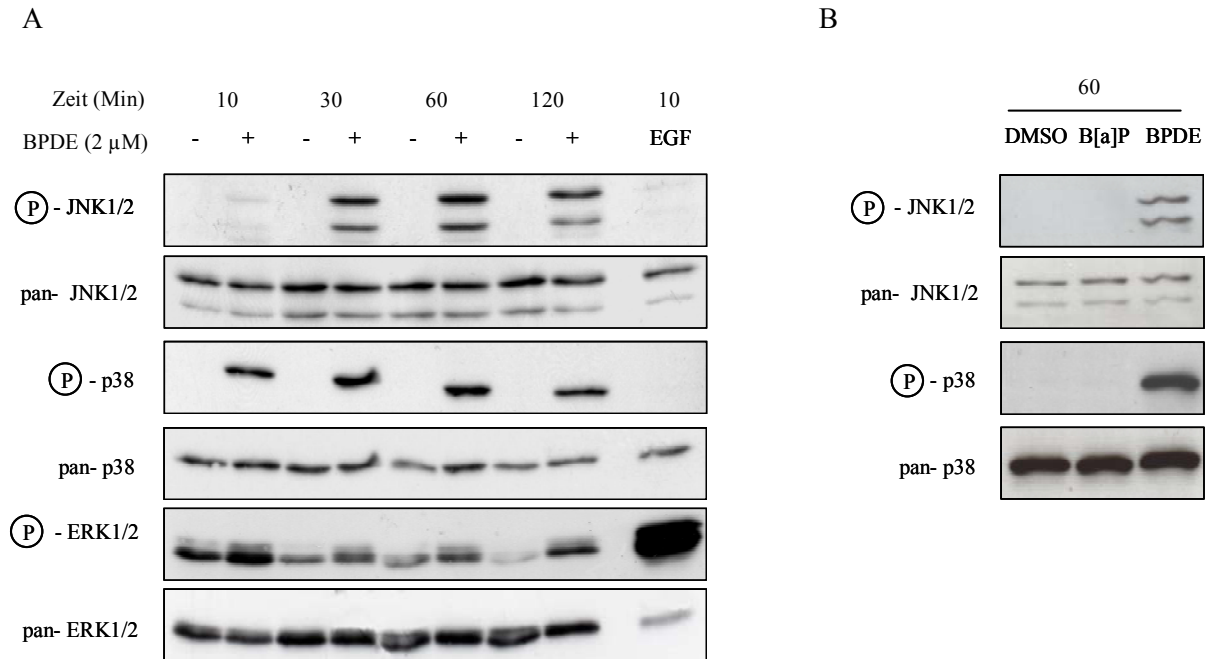 A
B
Zeit (Min) 10 30 60 120 10
BPDE (2 µM) - + - + - + - + EGF
60
DMSO B[a]P BPDE
P - JNK1/2
P - JNK1/2
pan- JNK1/2
pan- JNK1/2
P - p38
P - p38
pan- p38
pan- p38
P - ERK1/2
pan- ERK1/2